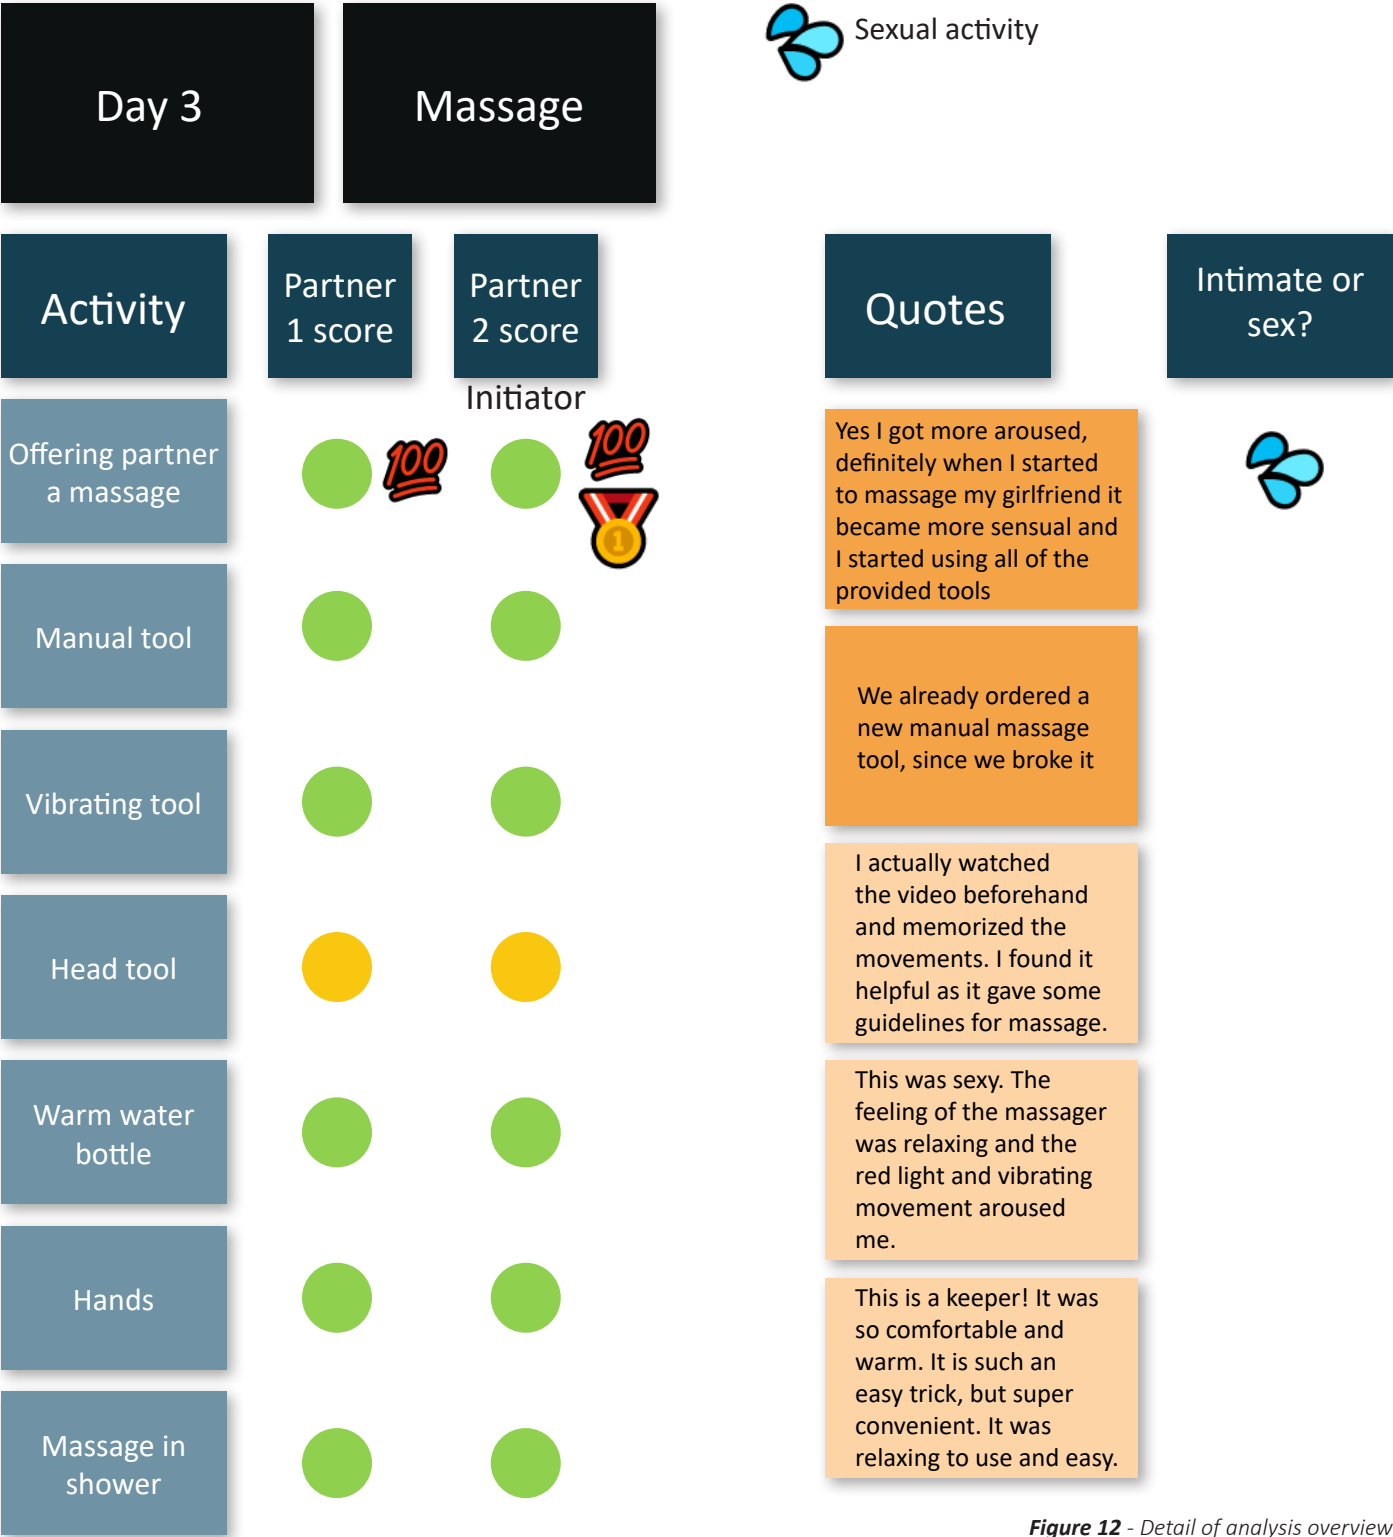 Sexual activity
Day 3
Massage
Activity
Partner
1 score
Partner
2 score
Quotes
Intimate or
sex?
Initiator
Offering partner
a massage
100
100
1
Yes I got more aroused,
definitely when I started
to massage my girlfriend it
became more sensual and
I started using all of the
provided tools
Manual tool
We already ordered a
new manual massage
tool, since we broke it
Vibrating tool
I actually watched
the video beforehand
and memorized the
movements. I found it
helpful as it gave some
guidelines for massage.
Head tool
This was sexy. The
feeling of the massager
was relaxing and the
red light and vibrating
movement aroused
me.
Warm water
bottle
Hands
This is a keeper! It was
so comfortable and
warm. It is such an
easy trick, but super
convenient. It was
relaxing to use and easy.
Massage in
shower
Figure 12 - Detail of analysis overview